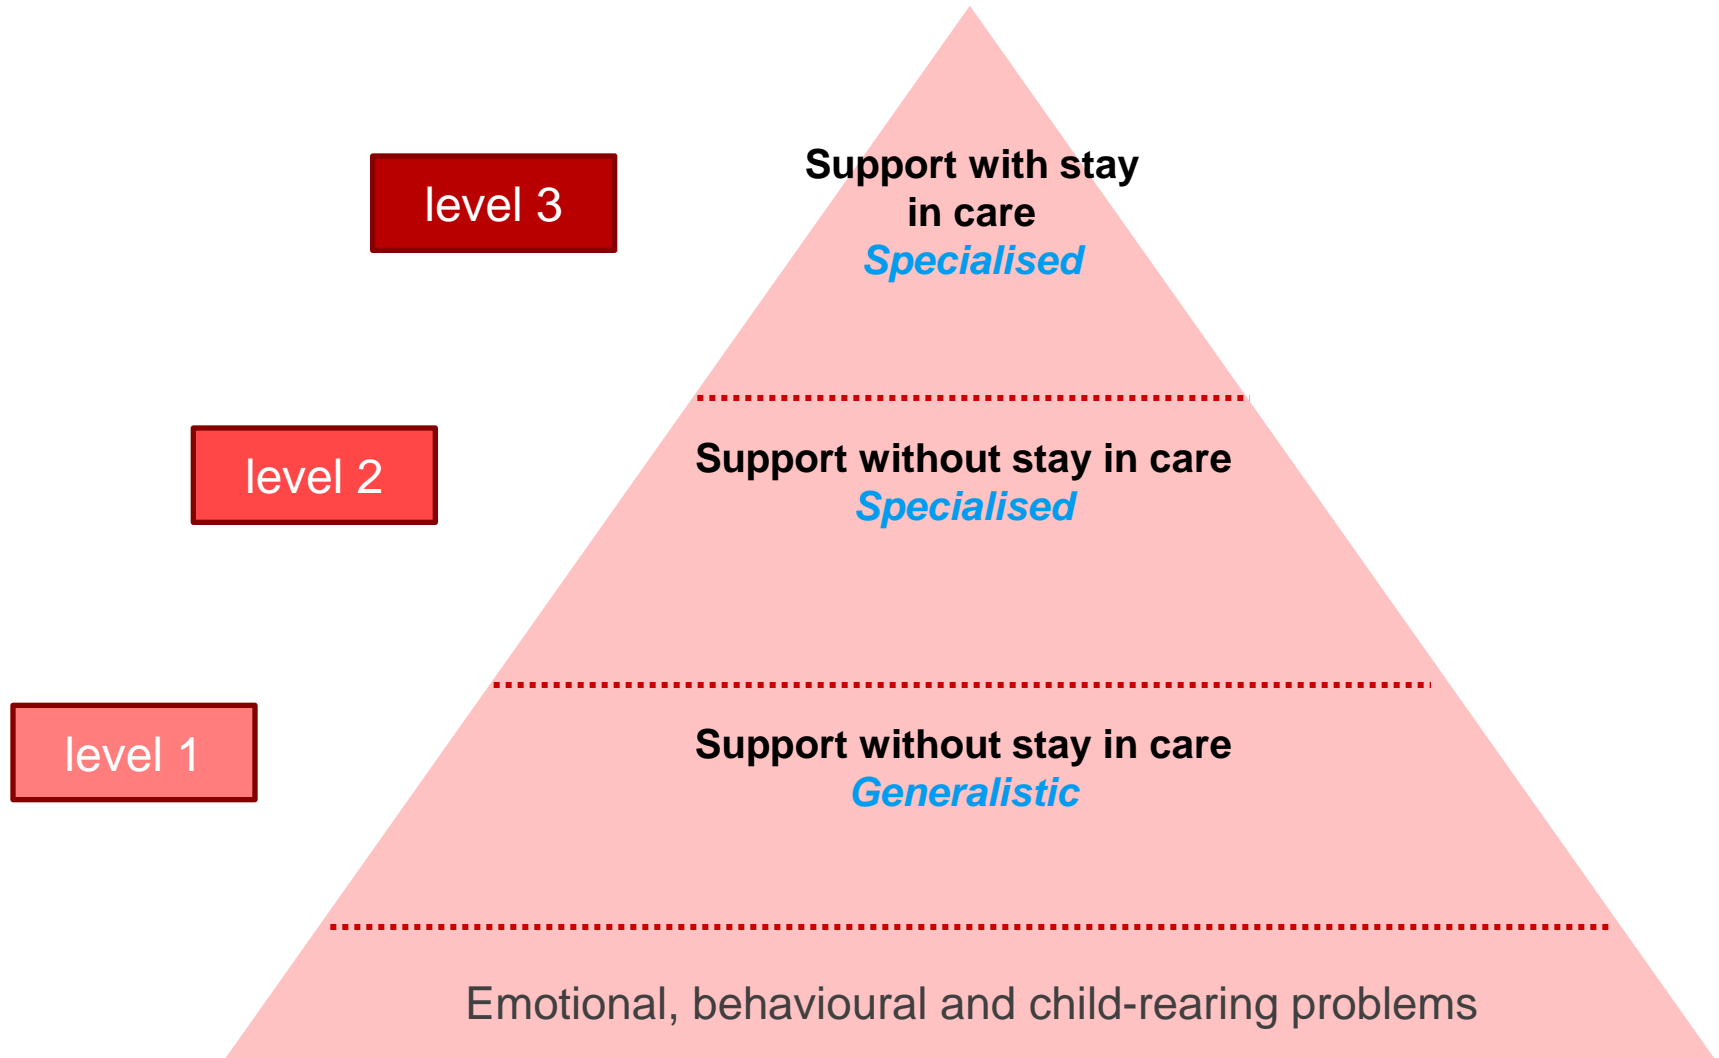 level 3
Support with stay
in care
Specialised
level 2
Support without stay in care
Specialised
level 1
Support without stay in care
Generalistic
Emotional, behavioural and child-rearing problems